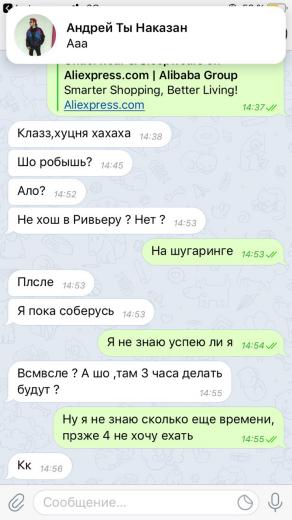 Андрей Ты Наказан
Ааа
Aliexpress.com | Alibaba Group
Smarter Shopping, Better Living!
Aliexpress.com
14:37
Клазз,хуцня хахаха 14:38
Шо робышь? 14:45
Ало? 14:52
Не хош в Ривьеру ? Нет ? 14:53
На шугаринге 14:53
Плсле 14:53
Я пока соберусь 14:53
Я не знаю успею ли я 14:54
Всмвсле ? А шо ,там 3 часа делать
будут ? 14:55
Ну я не знаю сколько еще времени,
прзже 4 не хочу ехать 14:55
Кк 14:56
Сообщение...